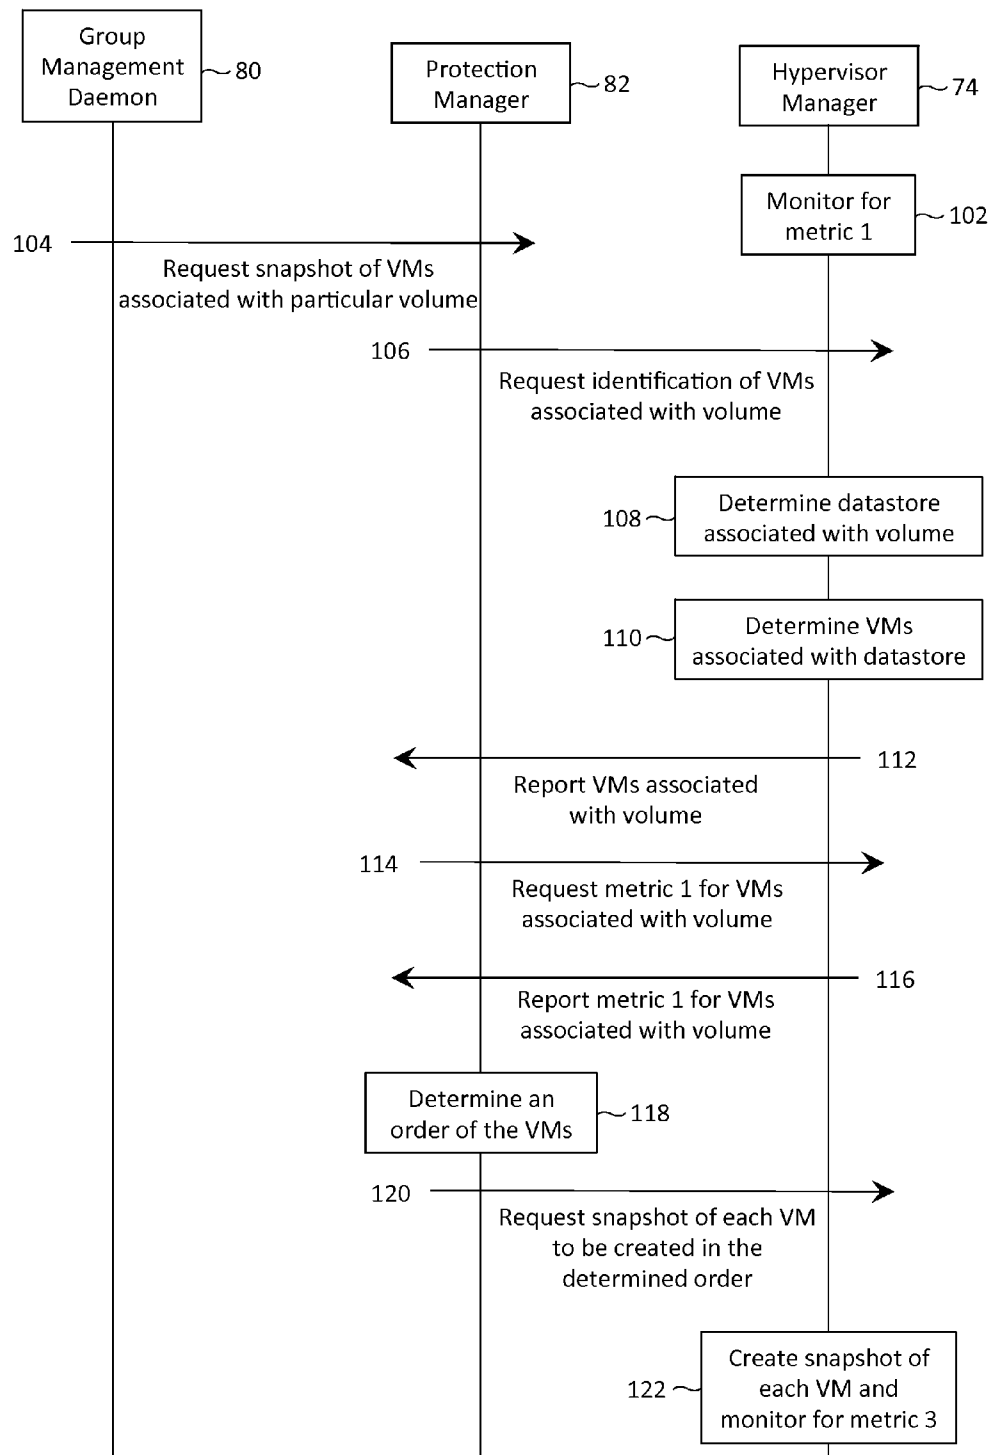 Group
Management
Daemon
80
Protection
Manager
82
Hypervisor
Manager
74
Monitor for
metric 1
102
104
Request snapshot of VMs
associated with particular volume
106
Request identification of VMs
associated with volume
108
Determine datastore
associated with volume
110
Determine VMs
associated with datastore
112
Report VMs associated
with volume
114
Request metric 1 for VMs
associated with volume
116
Report metric 1 for VMs
associated with volume
Determine an
order of the VMs
118
120
Request snapshot of each VM
to be created in the
determined order
122
Create snapshot of
each VM and
monitor for metric 3